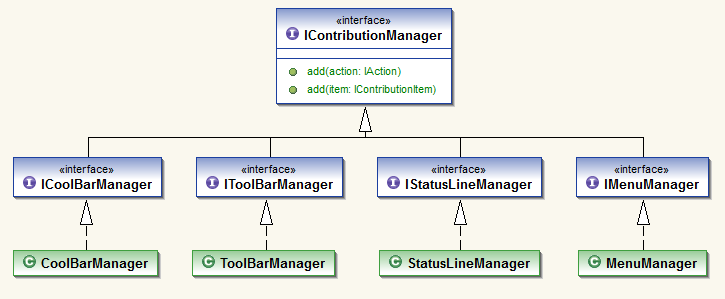 «interface»
I IContributionManager
add(action: IAction)
add(item: IContributionItem)
«interface»
I ICoolBarManager
«interface»
I IToolBarManager
«interface»
I IStatusLineManager
«interface»
I IMenuManager
C CoolBarManager
C ToolBarManager
C StatusLineManager
C MenuManager